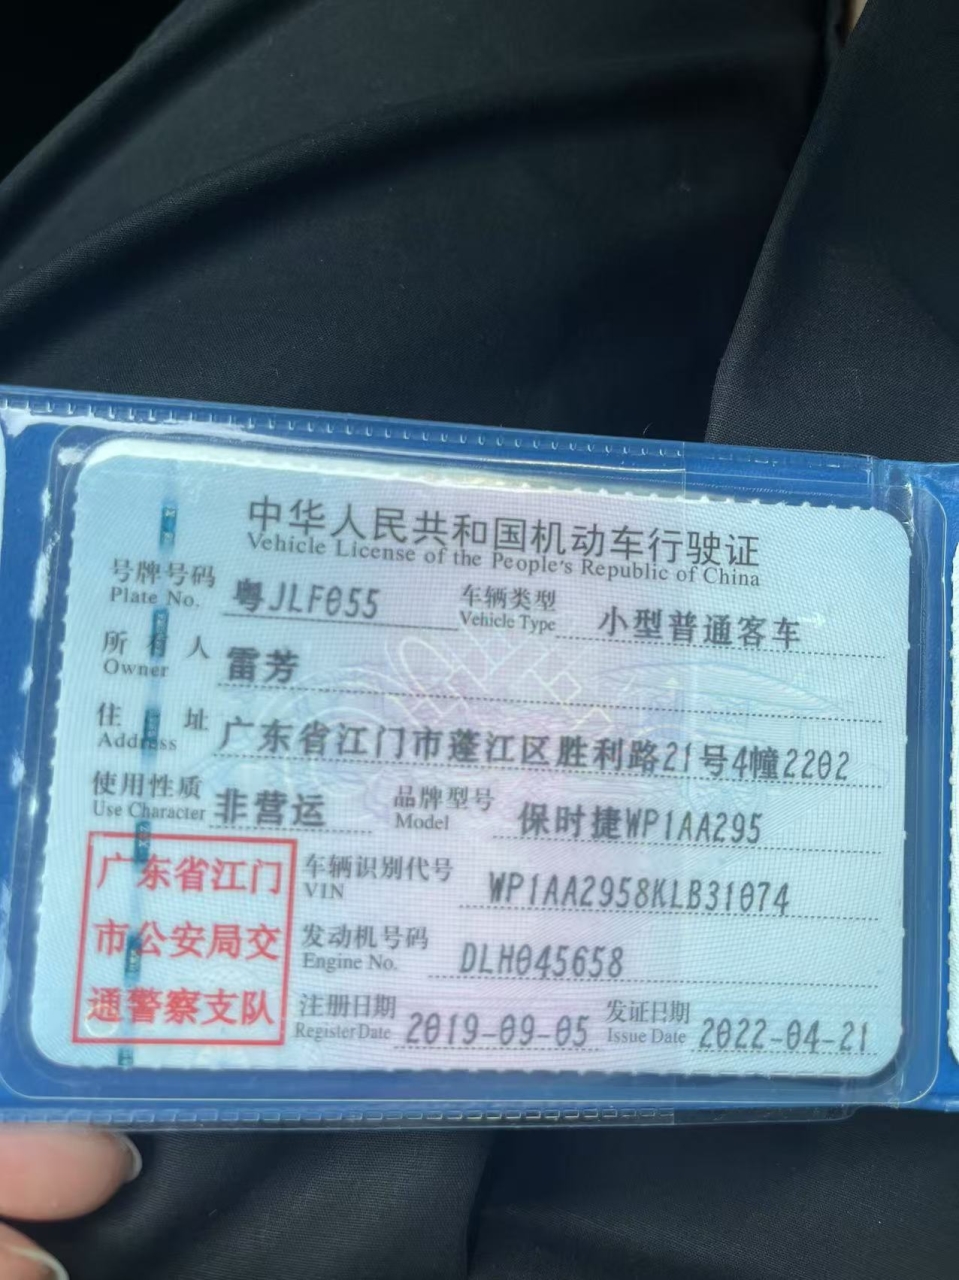 中华人民共和国机动车行驶证
Vehicle License of the People's Republic of China
号牌号码 粤JLF055 车辆类型 小型普通客车
Plate No. Vehicle Type
所有人 雷芳
Owner
住址 广东省江门市蓬江区胜利路21号4幢2202
Address
使用性质 非营运 品牌型号 保时捷WP1AA295
Use Character Model
广东省江门
市公安局交
通警察支队
车辆识别代号 WP1AA2958KLB31074
VIN
发动机号码 DLH045658
Engine No.
注册日期 2019-09-05 发证日期 2022-04-21
Register Date Issue Date